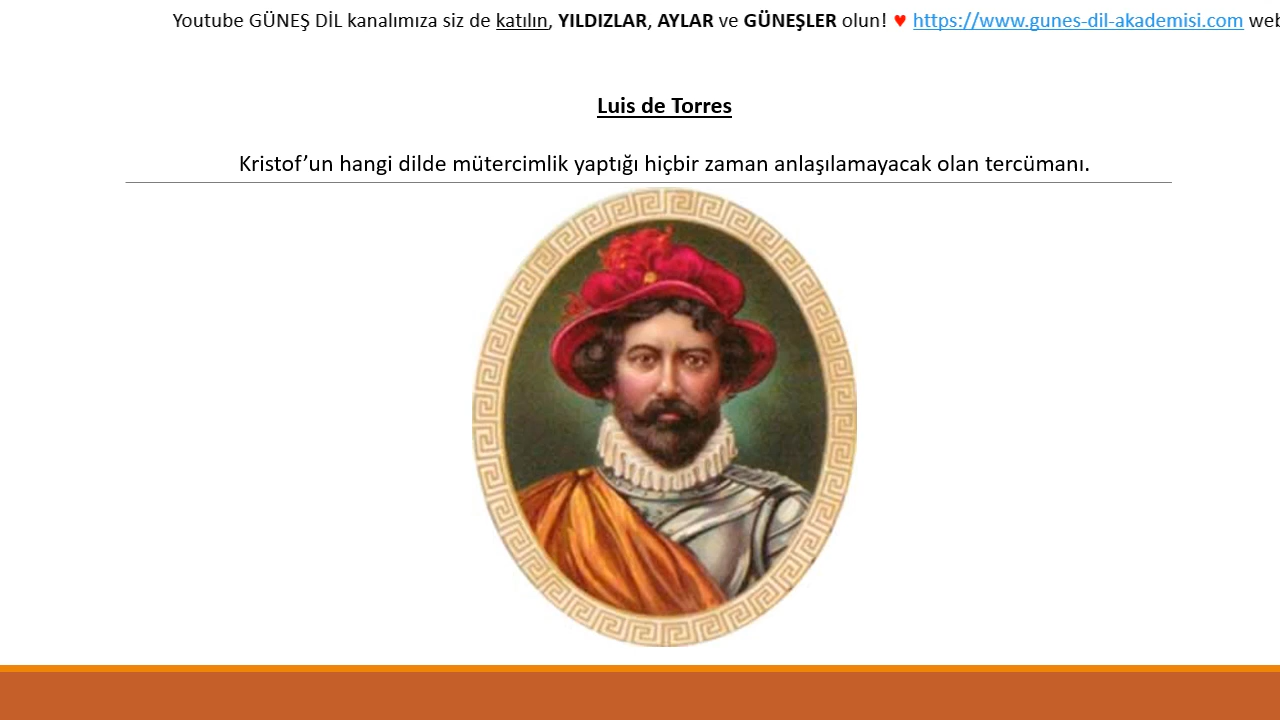 Youtube GÜNEŞ DİL kanalımıza siz de katılın, YILDIZLAR, AYLAR ve GÜNEŞLER olun! ♥ https://www.gunes-dil-akademisi.com web
Luis de Torres
Kristof’un hangi dilde mütercimlik yaptığı hiçbir zaman anlaşılamayacak olan tercümanı.